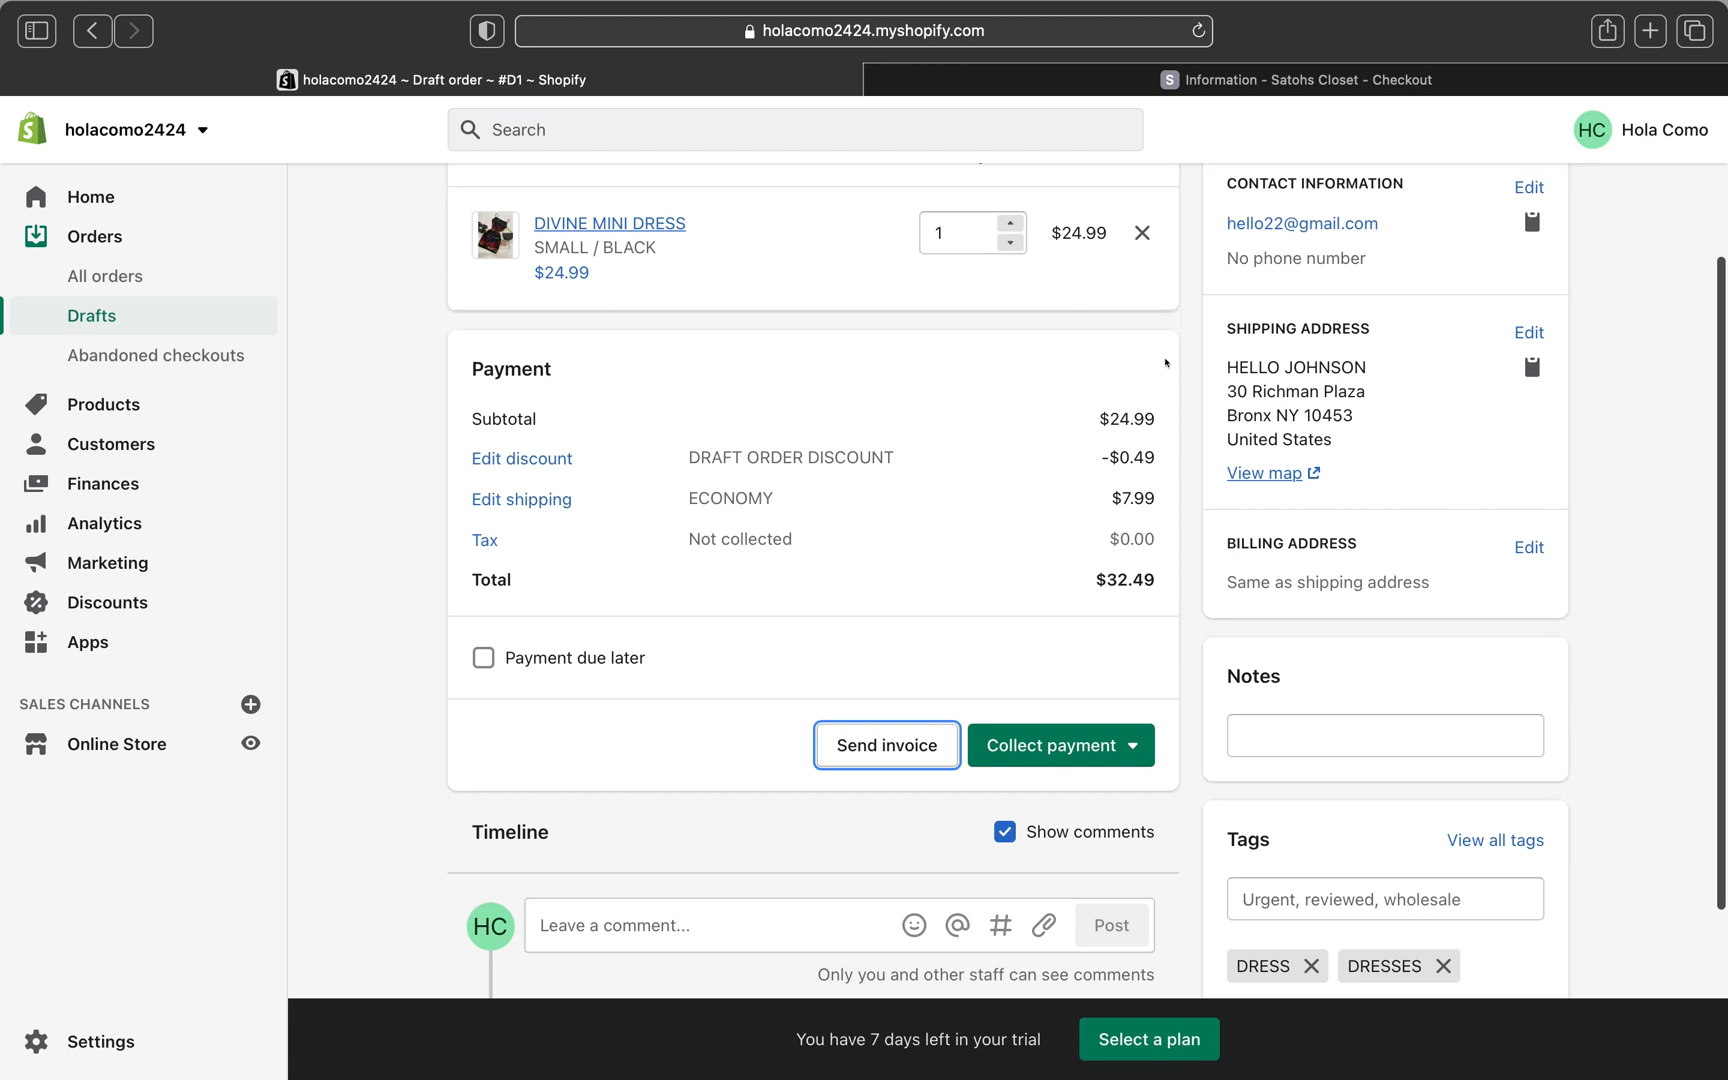 holacomo2424.myshopify.com
holacomo2424 ~ Draft order ~ #D1 ~ Shopify
S Information - Satohs Closet - Checkout
holacomo2424
Search
HC Hola Como
Home
Orders
All orders
Drafts
Abandoned checkouts
Products
Customers
Finances
Analytics
Marketing
Discounts
Apps
SALES CHANNELS
Online Store
Settings
DIVINE MINI DRESS
SMALL / BLACK
$24.99
1
$24.99
Payment
Subtotal $24.99
Edit discount DRAFT ORDER DISCOUNT -$0.49
Edit shipping ECONOMY $7.99
Tax Not collected $0.00
Total $32.49
Payment due later
Send invoice Collect payment
Timeline Show comments
HC Leave a comment... Post
Only you and other staff can see comments
CONTACT INFORMATION Edit
hello22@gmail.com
No phone number
SHIPPING ADDRESS Edit
HELLO JOHNSON
30 Richman Plaza
Bronx NY 10453
United States
View map
BILLING ADDRESS Edit
Same as shipping address
Notes
Tags View all tags
Urgent, reviewed, wholesale
DRESS DRESSES
You have 7 days left in your trial Select a plan